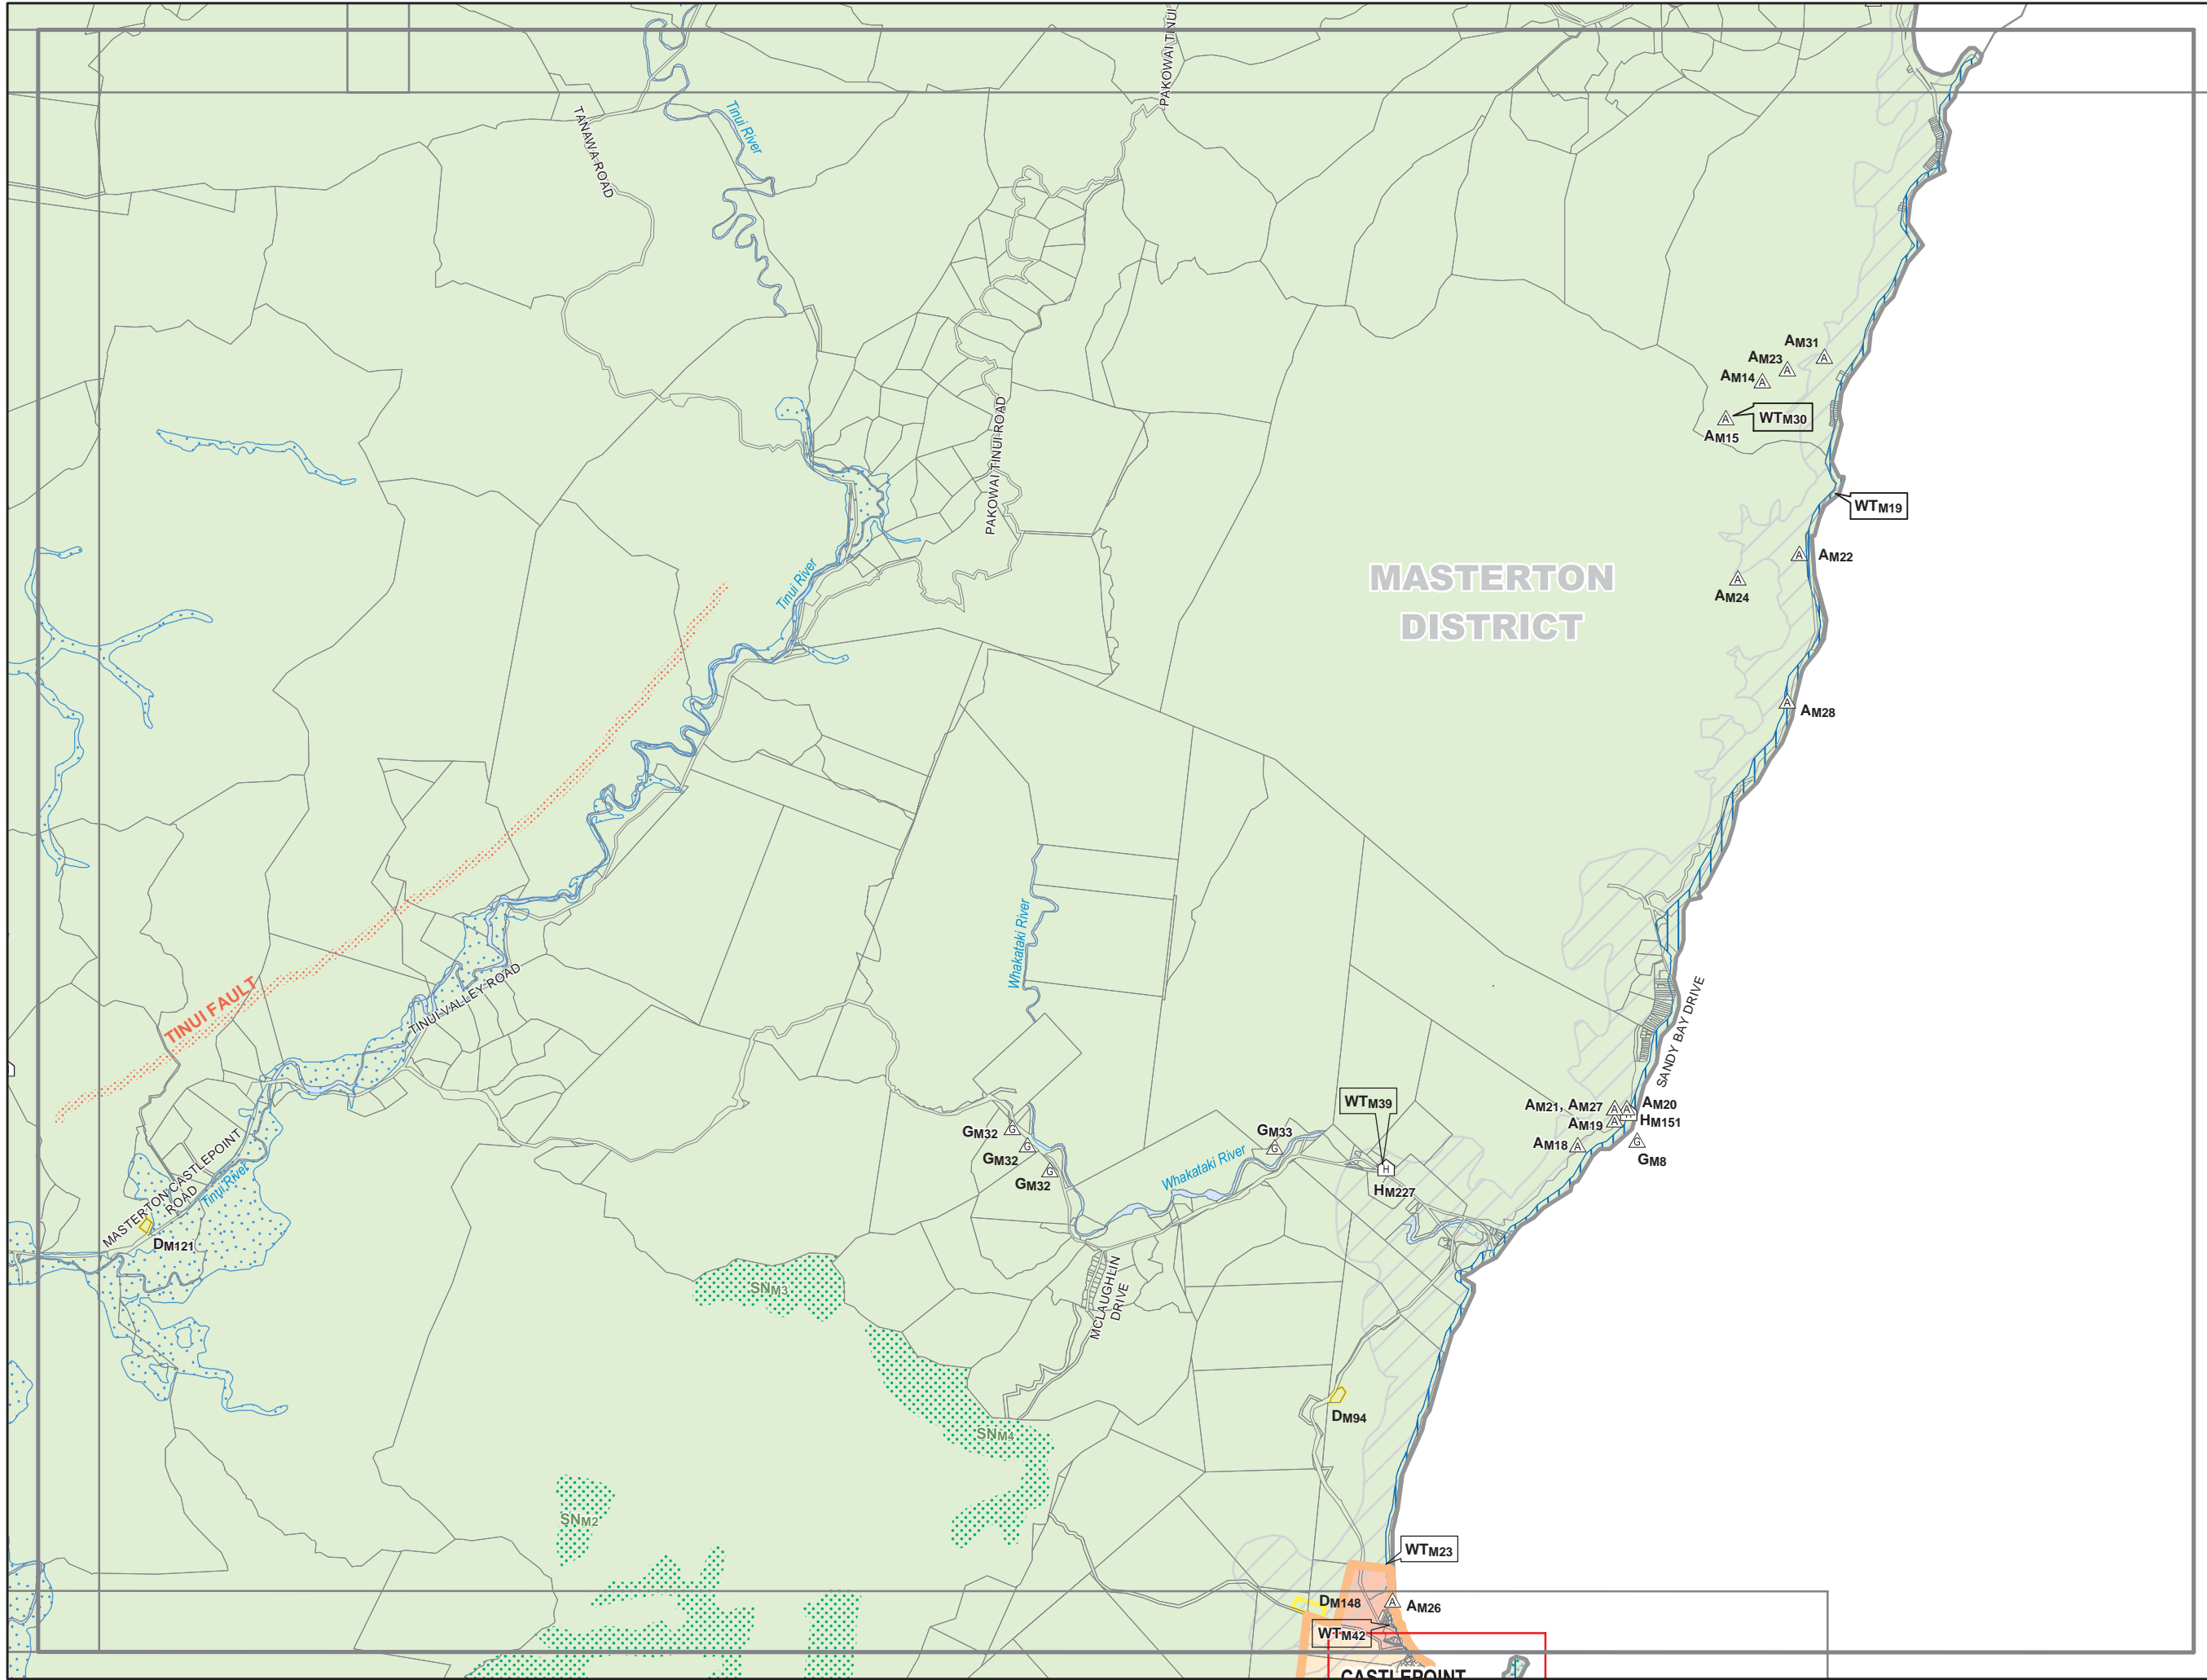 PAKOWAI TINUI
Tinui River
TANAWA ROAD
AM31
AM23
AM14
WTM30
AM15
PAKOWAI TINUI ROAD
WTM19
AM22
MASTERTON
DISTRICT
AM24
Tinui River
AM28
Whakataki River
TINUI FAULT
TINUI VALLEY ROAD
SANDY BAY DRIVE
WTM39
AM21, AM27
AM20
AM19
HM151
AM18
GM8
GM32
GM32
GM32
GM33
Whakataki River
HM227
MASTERTON CASTLEPOINT
ROAD
Tinui River
DM121
SNM3
MCLAUGHLIN
DRIVE
DM94
SNM4
SNM2
WTM23
DM148
AM26
WTM42
CASTLEPOINT